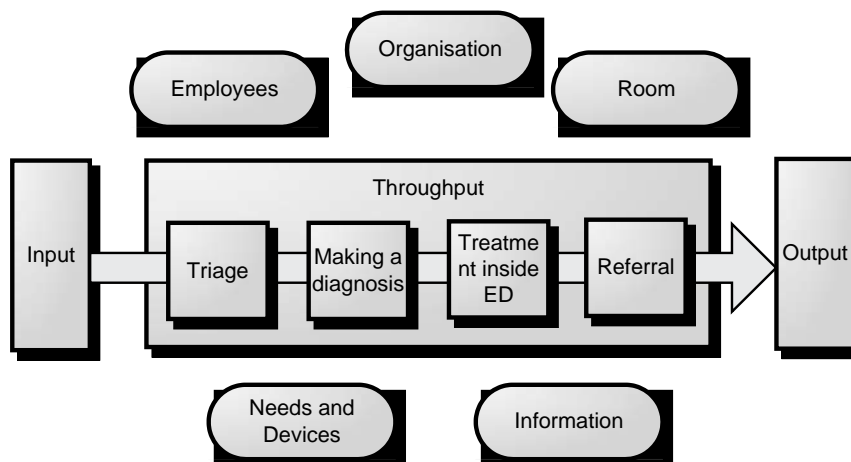 Organisation
Employees
Room
Throughput
Input
Triage
Making a
diagnosis
Treatme
nt inside
ED
Referral
Output
Needs and
Devices
Information